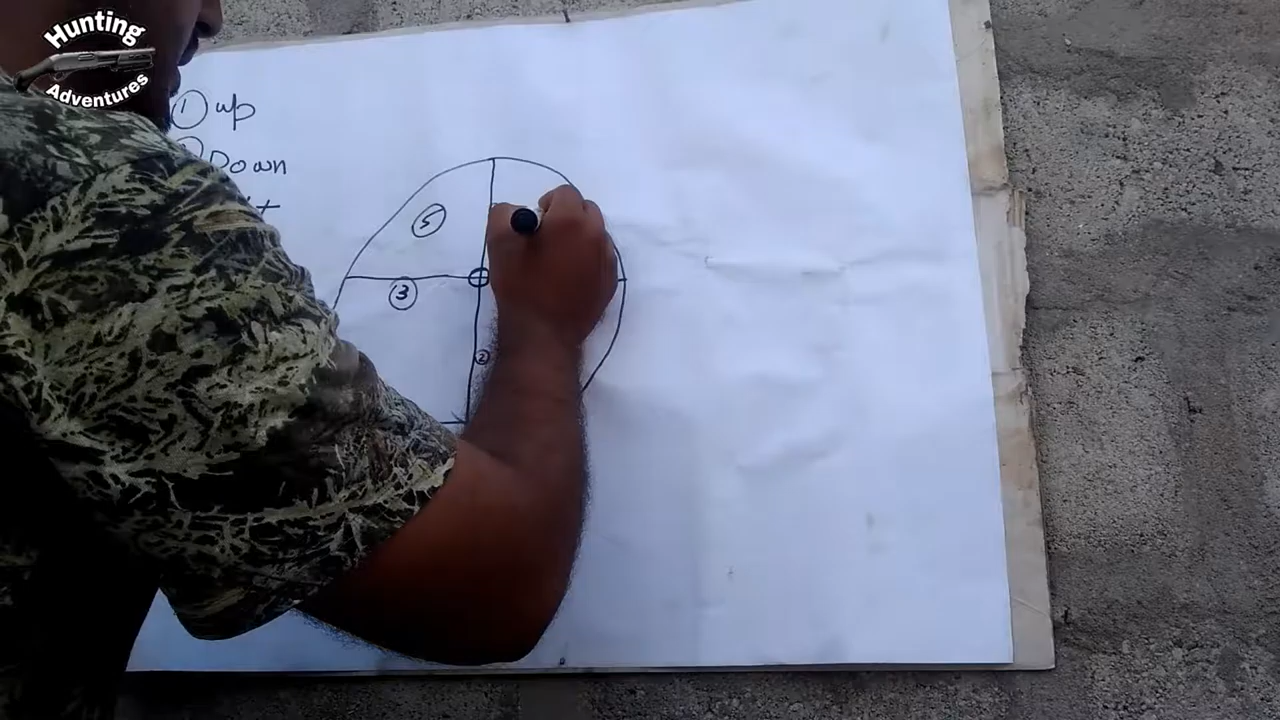 Hunting
Adventures
① up
Down
⑤
③
②